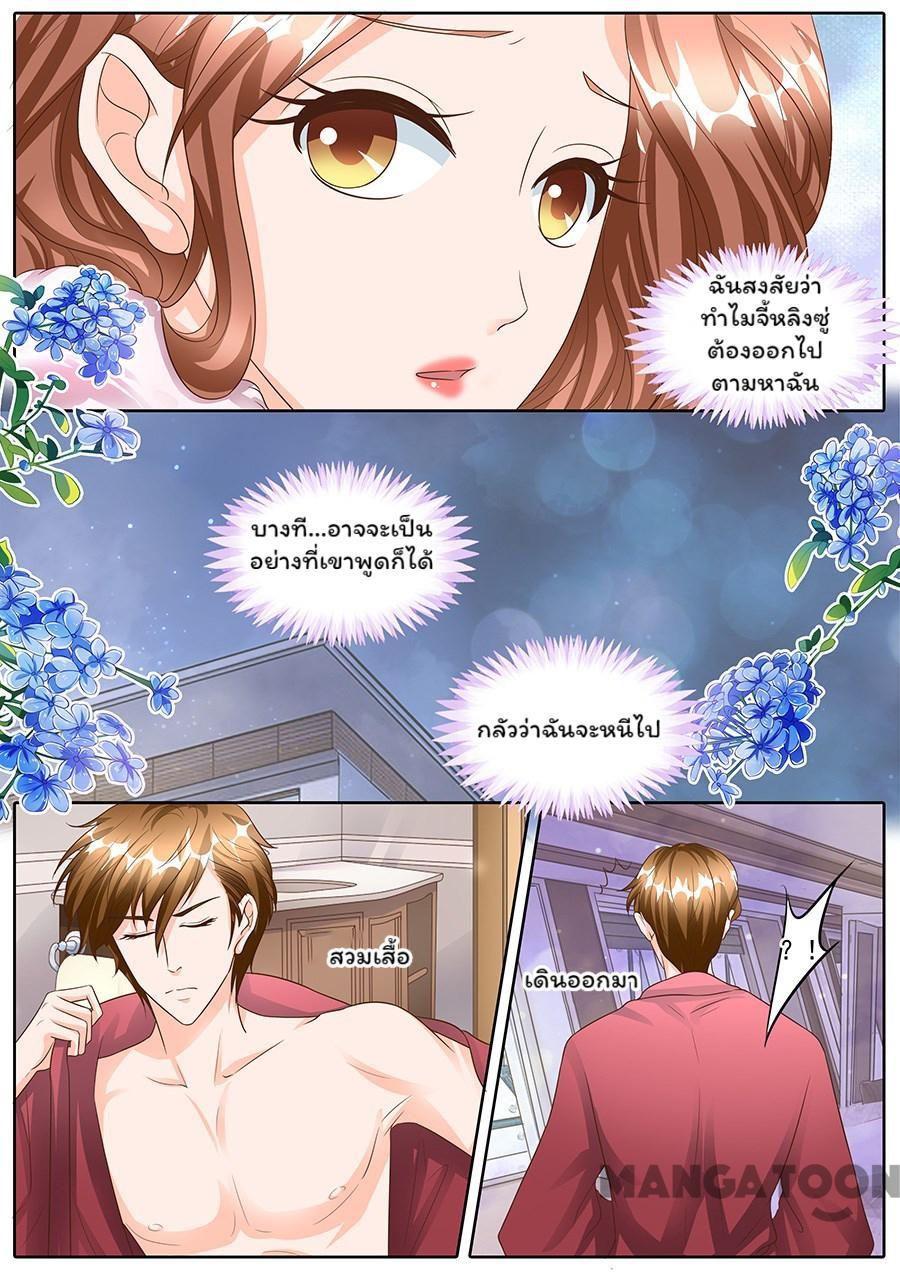 ฉันสงสัยว่า
ทำไมจี้หลิงซู่
ต้องออกไป
ตามหาฉัน
บางที...อาจจะเป็น
อย่างที่เขาพูดก็ได้
กลัวว่าฉันจะหนีไป
สวมเสื้อ
เดินออกมา
?!
MANGATOON